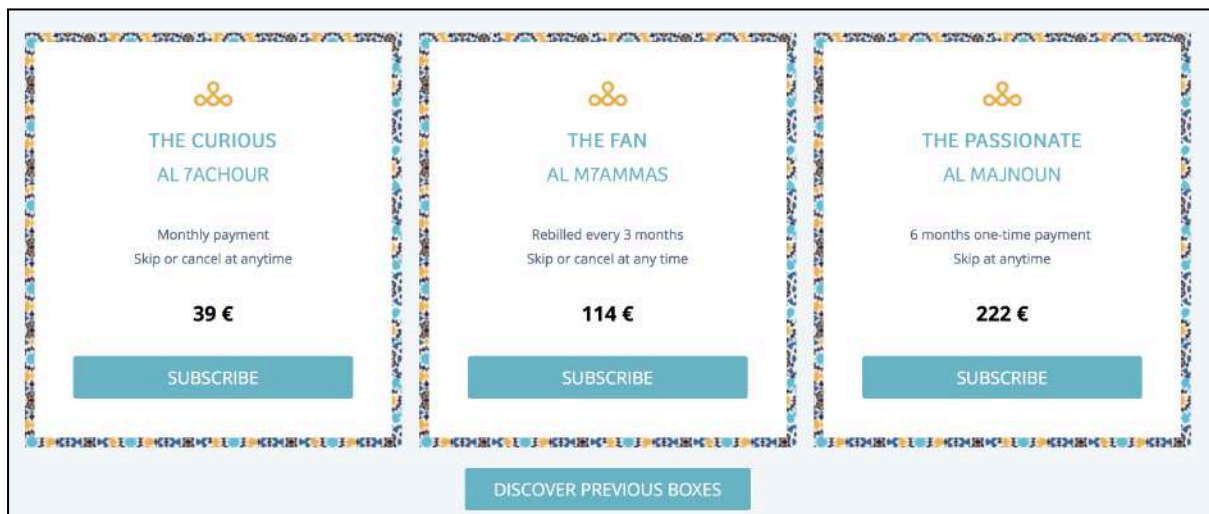 THE CURIOUS
AL 7ACHOUR
Monthly payment
Skip or cancel at anytime
39 €
SUBSCRIBE
THE FAN
AL M7AMMAS
Rebilled every 3 months
Skip or cancel at any time
114 €
SUBSCRIBE
THE PASSIONATE
AL MAJNOUN
6 months one-time payment
Skip at anytime
222 €
SUBSCRIBE
DISCOVER PREVIOUS BOXES